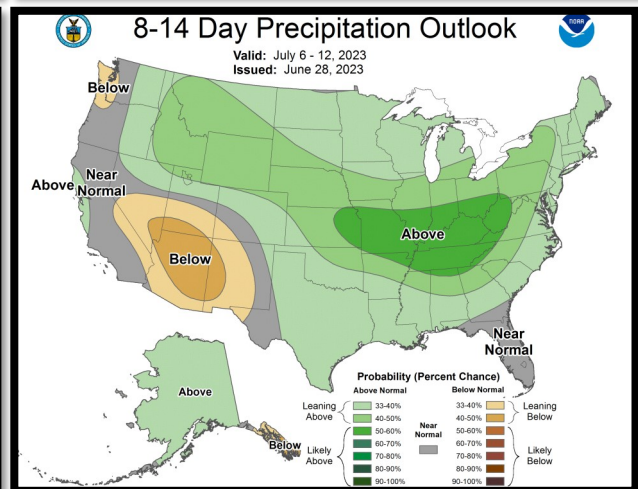 8-14 Day Precipitation Outlook
NOAA
Valid: July 6 - 12, 2023
Issued: June 28, 2023
Below
Near
Normal
Above
Below
Above
Near
Normal
Above
Below
Probability (Percent Chance)
Above Normal Below Normal
Leaning Above
33-40%
40-50%
Likely Above
50-60%
60-70%
70-80%
80-90%
90-100%
Near Normal
33-40%
40-50%
Leaning Below
50-60%
60-70%
70-80%
80-90%
90-100%
Likely Below